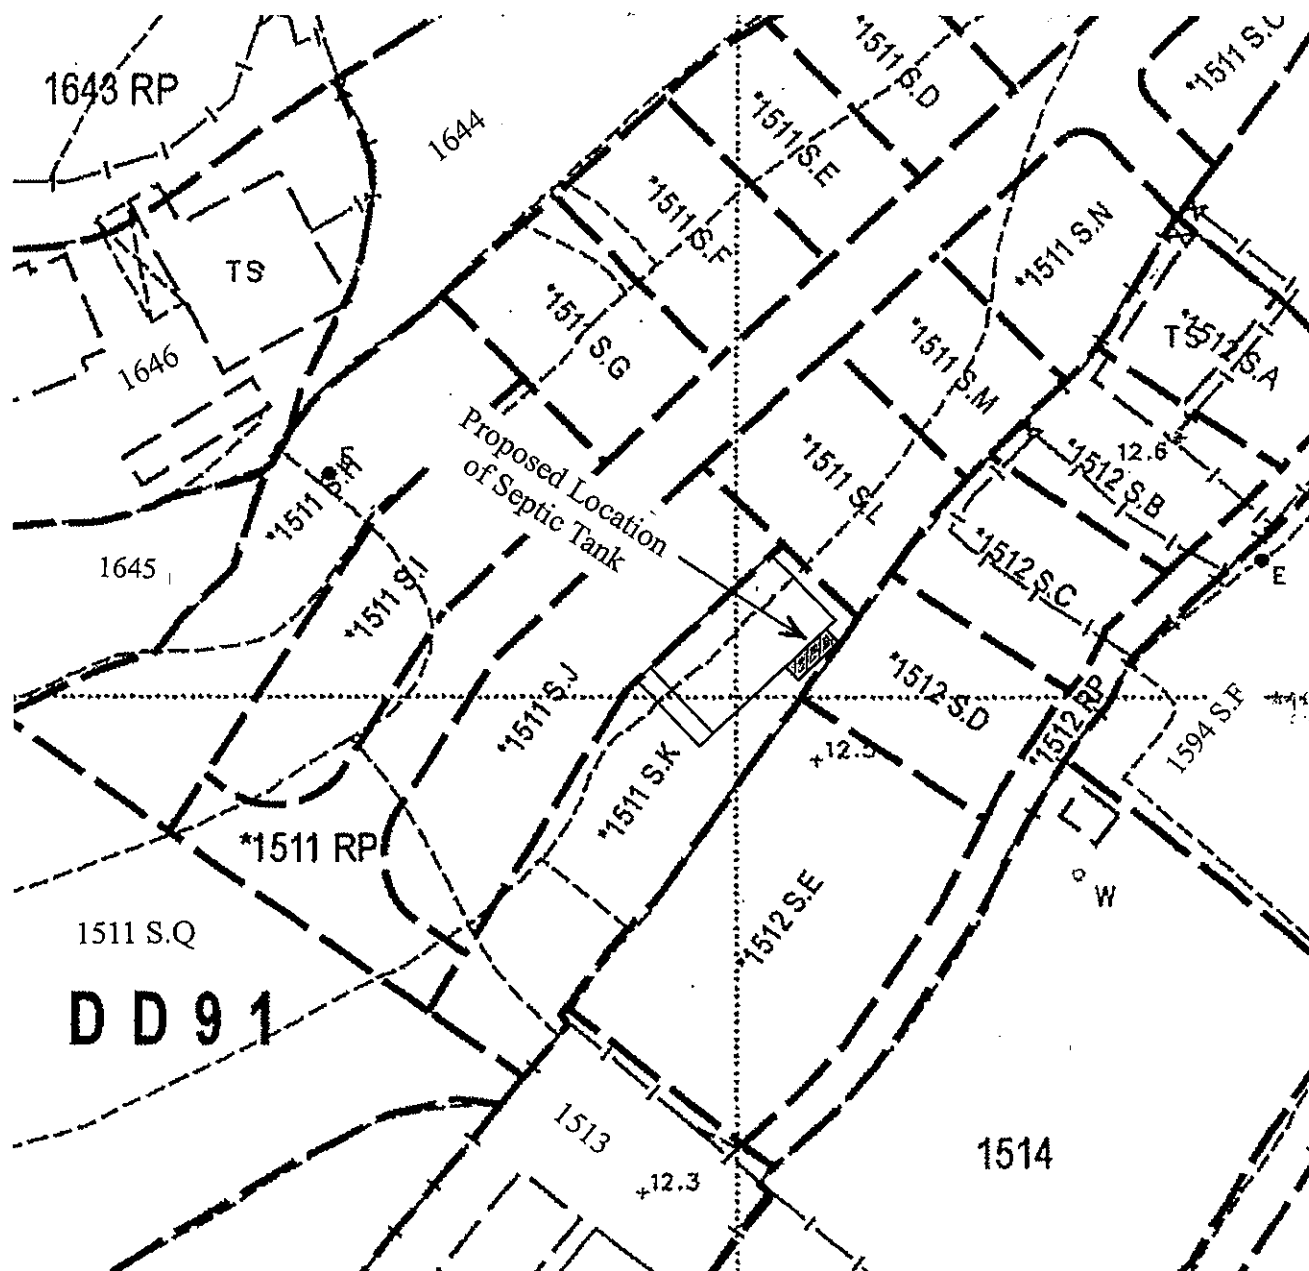 1643 RP
1644
*1511 S.D
*1511 S.E
*1511 S.F
*1511 S.G
TS
1646
*1511 S.N
*1511 S.M
*1511 S.L
TS
*1512 S.A
12.6
*1512 S.B
*1512 S.C
E
Proposed Location
of Septic Tank
*1511 S.H
1645
*1511 S.I
*1511 S.J
*1511 S.K
*1512 S.D
+12.5
*1512 RP
1594 S.F
*1511 RP
W
1511 S.Q
*1512 S.E
DD91
1513
1514
+12.3